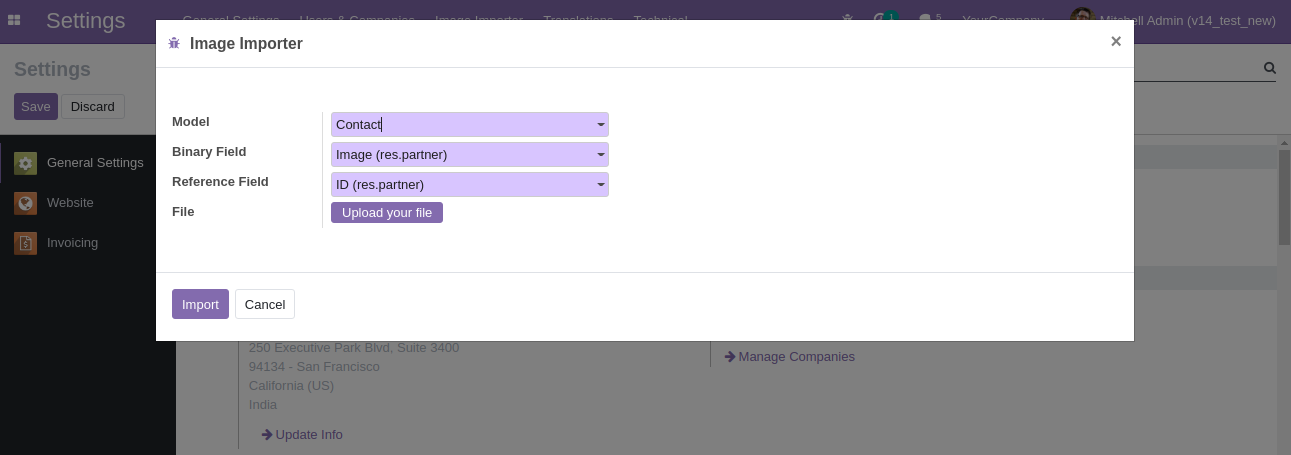 Settings
General Settings Users & Companies Image Importer Translations Technical
1 5 YourCompany Mitchell Admin (v14_test_new)
Image Importer ×
Settings
Save Discard
General Settings
Website
Invoicing
Model Contact
Binary Field Image (res.partner)
Reference Field ID (res.partner)
File Upload your file
Import Cancel
250 Executive Park Blvd, Suite 3400
94134 - San Francisco
California (US)
India
Update Info
Manage Companies